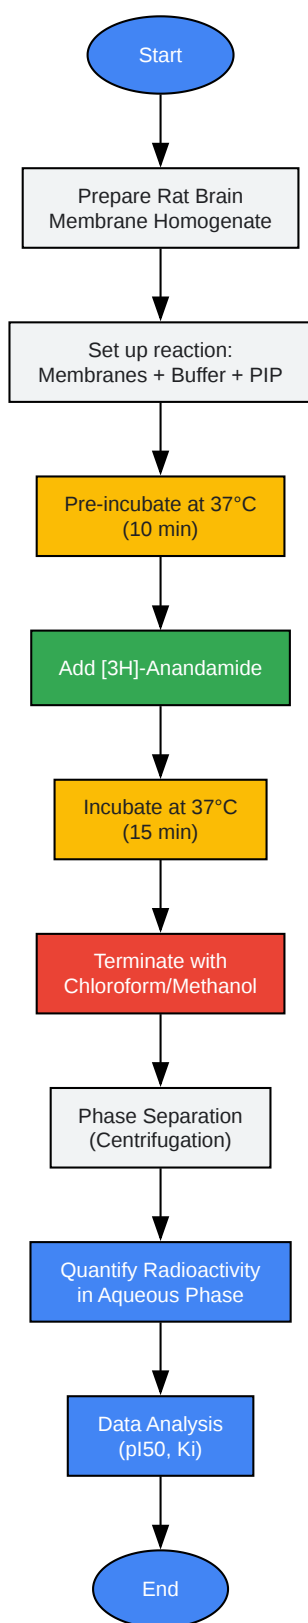 Start
Prepare Rat Brain
Membrane Homogenate
Set up reaction:
Membranes + Buffer + PIP
Pre-incubate at 37°C
(10 min)
Add [3H]-Anandamide
Incubate at 37°C
(15 min)
Terminate with
Chloroform/Methanol
Phase Separation
(Centrifugation)
Quantify Radioactivity
in Aqueous Phase
Data Analysis
(pI50, Ki)
End